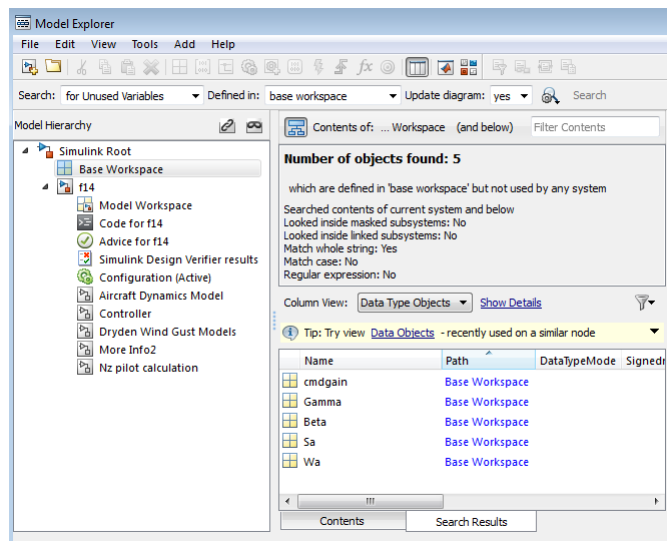 Model Explorer
File Edit View Tools Add Help
fx
Search: for Unused Variables Defined in: base workspace Update diagram: yes Search
Model Hierarchy
Simulink Root
Base Workspace
f14
Model Workspace
Code for f14
Advice for f14
Simulink Design Verifier results
Configuration (Active)
Aircraft Dynamics Model
Controller
Dryden Wind Gust Models
More Info2
Nz pilot calculation
Contents of: ... Workspace (and below) Filter Contents
Number of objects found: 5
which are defined in 'base workspace' but not used by any system
Searched contents of current system and below
Looked inside masked subsystems: No
Looked inside linked subsystems: No
Match whole string: Yes
Match case: No
Regular expression: No
Column View: Data Type Objects Show Details
Tip: Try view Data Objects - recently used on a similar node
Name Path DataTypeMode Signedr
cmdgain Base Workspace
Gamma Base Workspace
Beta Base Workspace
Sa Base Workspace
Wa Base Workspace
Contents Search Results